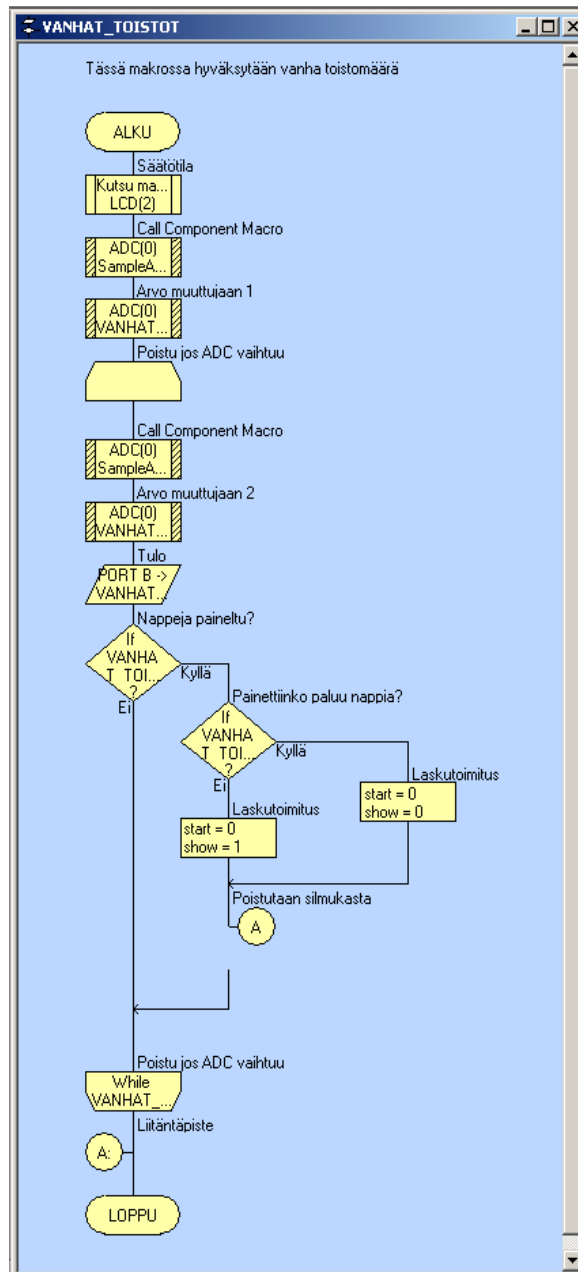 VANHAT_TOISTOT
Tässä makrossa hyväksytään vanha toistomäärä
ALKU
Säätötila
Kutsu ma...
LCD(2)
Call Component Macro
ADC(0)
SampleA...
Arvo muuttujaan 1
ADC(0)
VANHAT...
Poistu jos ADC vaihtuu
Call Component Macro
ADC(0)
SampleA...
Arvo muuttujaan 2
ADC(0)
VANHAT...
Tulo
PORT B ->
VANHAT...
Nappeja paineltu?
If
VANHA
T_TOI...
?
Kyllä
Ei
Painettiinko paluu nappia?
If
VANHA
T_TOI...
?
Kyllä
Ei
Laskutoimitus
start = 0
show = 0
Laskutoimitus
start = 0
show = 1
Poistutaan silmukasta
A
Poistu jos ADC vaihtuu
While
VANHAT_...
Liitäntäpiste
A:
LOPPU